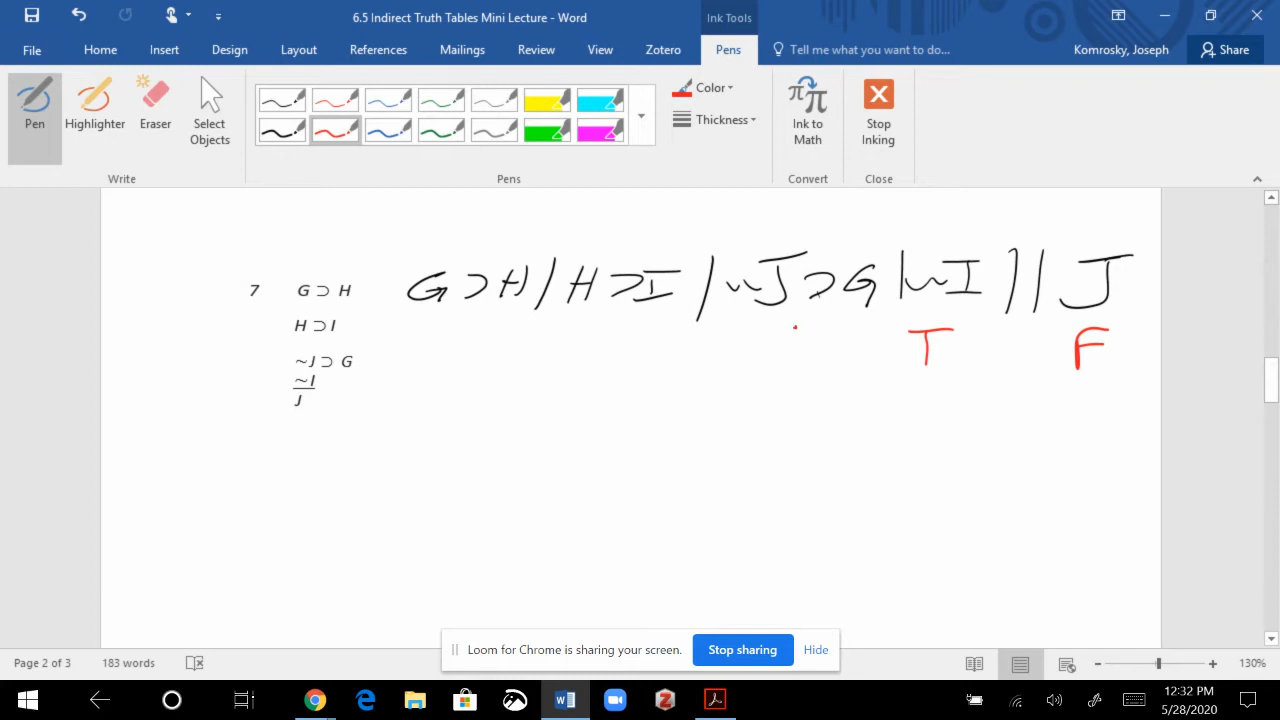 6.5 Indirect Truth Tables Mini Lecture - Word
Ink Tools
File Home Insert Design Layout References Mailings Review View Zotero Pens Tell me what you want to do... Komrosky, Joseph Share
Pen Highlighter Eraser Select Objects
Color
Thickness
Ink to Math
Stop Inking
Write Pens Convert Close
7 G ⊃ H
H ⊃ I
~J ⊃ G
~I
J
G ⊃ H / H ⊃ I / ~J ⊃ G / ~I // J
T F
Loom for Chrome is sharing your screen. Stop sharing Hide
Page 2 of 3 183 words 130%
12:32 PM
5/28/2020